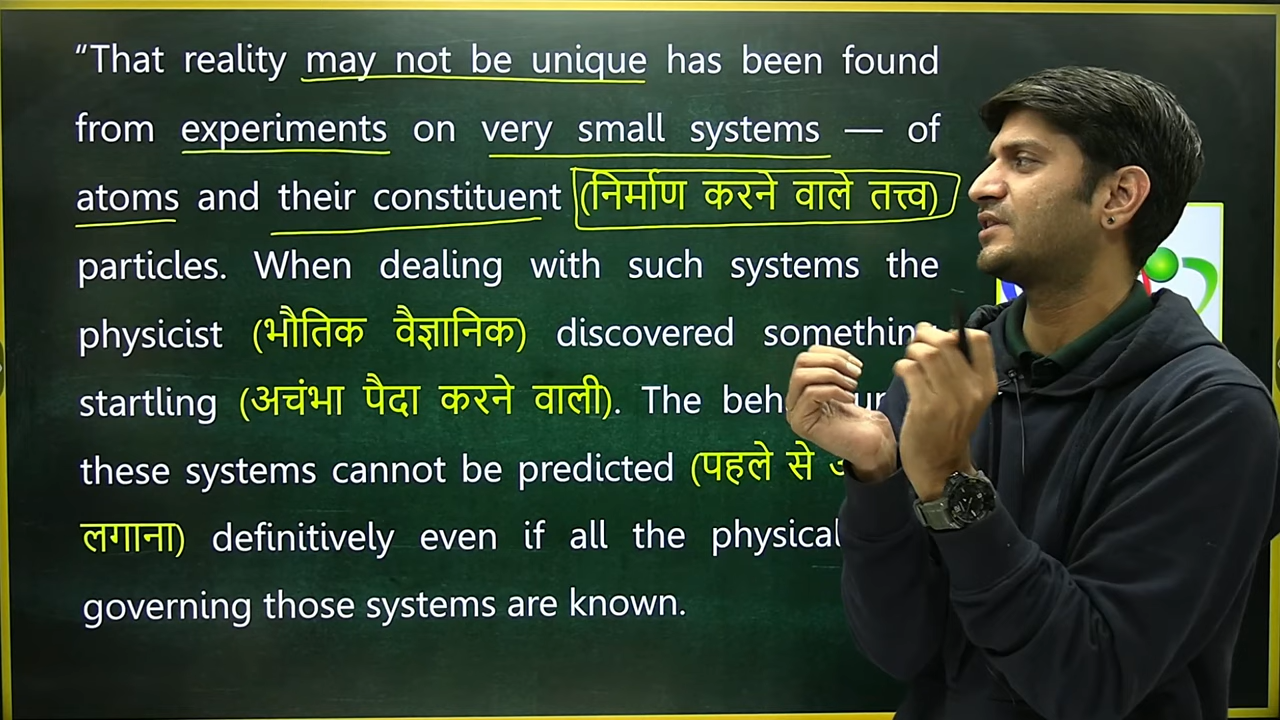 “That reality may not be unique has been found
from experiments on very small systems — of
atoms and their constituent (निर्माण करने वाले तत्त्व)
particles. When dealing with such systems the
physicist (भौतिक वैज्ञानिक) discovered
startling (अचंभा पैदा करने वाली). The
these systems cannot be predicted (पहले से
लगाना) definitively even if all the physical
governing those systems are known.